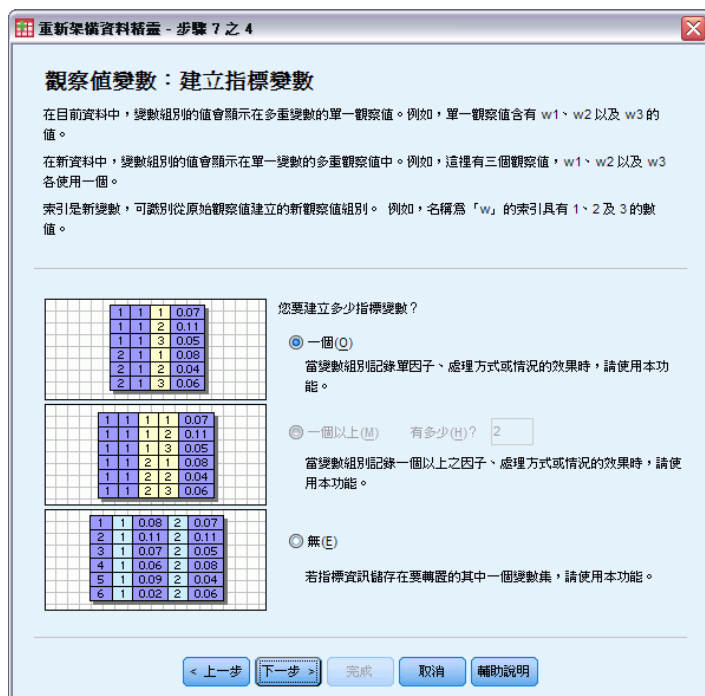 重新架構資料精靈 - 步驟 7 之 4
觀察值變數：建立指標變數
在目前資料中，變數組別的值會顯示在多重變數的單一觀察值。例如，單一觀察值含有 w1、w2 以及 w3 的
值。
在新資料中，變數組別的值會顯示在單一變數的多重觀察值中。例如，這裡有三個觀察值，w1、w2 以及 w3
各使用一個。
索引是新變數，可識別從原始觀察值建立的新觀察值組別。 例如，名稱為「w」的索引具有 1、2 及 3 的數
值。
1 1 1 0.07
1 1 2 0.11
1 1 3 0.05
2 1 1 0.08
2 1 2 0.04
2 1 3 0.06
您要建立多少指標變數？
一個(O)
當變數組別記錄單因子、處理方式或情況的效果時，請使用本功
能。
1 1 1 1 0.07
1 1 1 2 0.11
1 1 1 3 0.05
1 1 2 1 0.08
1 1 2 2 0.04
1 1 2 3 0.06
一個以上(M) 有多少(H)? 2
當變數組別記錄一個以上之因子、處理方式或情況的效果時，請使
用本功能。
1 1 0.08 2 0.07
2 1 0.11 2 0.11
3 1 0.07 2 0.05
4 1 0.06 2 0.08
5 1 0.09 2 0.04
6 1 0.02 2 0.06
無(E)
若指標資訊儲存在要轉置的其中一個變數集，請使用本功能。
< 上一步 下一步 > 完成 取消 輔助說明